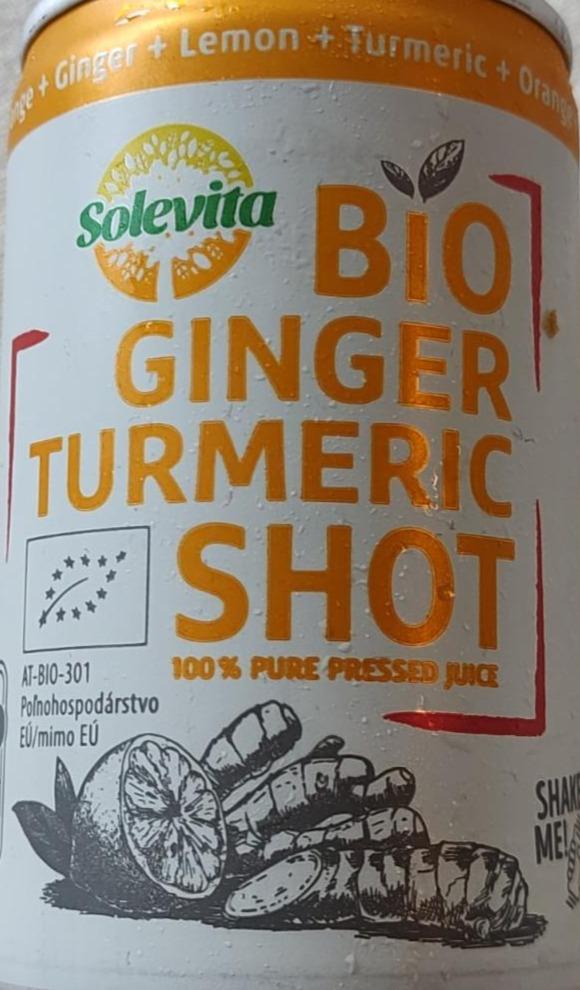 + Ginger + Lemon + Turmeric + Orange
Solevita
BIO
GINGER
TURMERIC
SHOT
100% PURE PRESSED JUICE
AT-BIO-301
Poľnohospodárstvo
EÚ/mimo EÚ
SHAKE
ME!